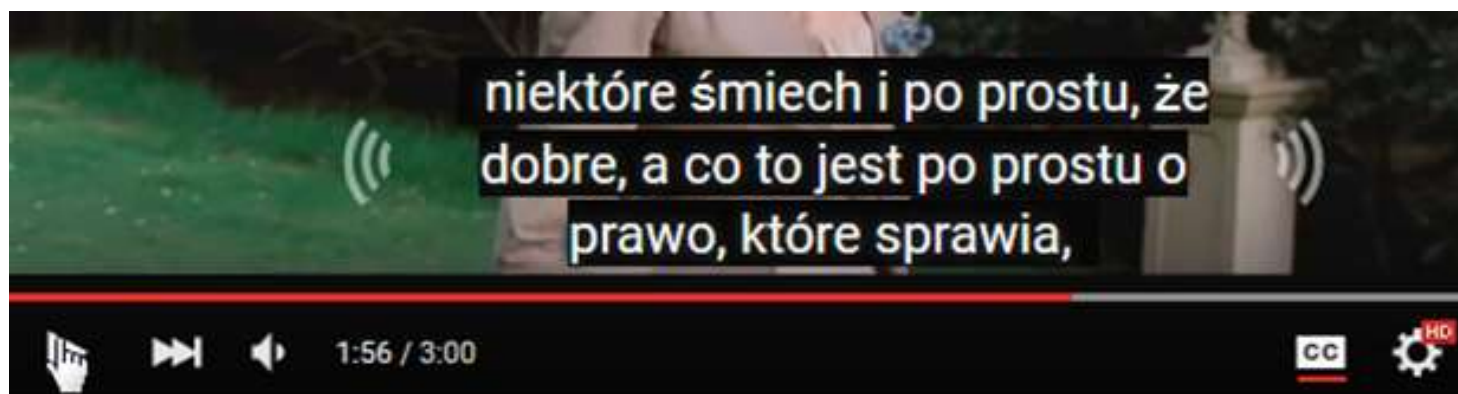 niektóre śmiech i po prostu, że
dobre, a co to jest po prostu o
prawo, które sprawia,
1:56 / 3:00
CC
HD